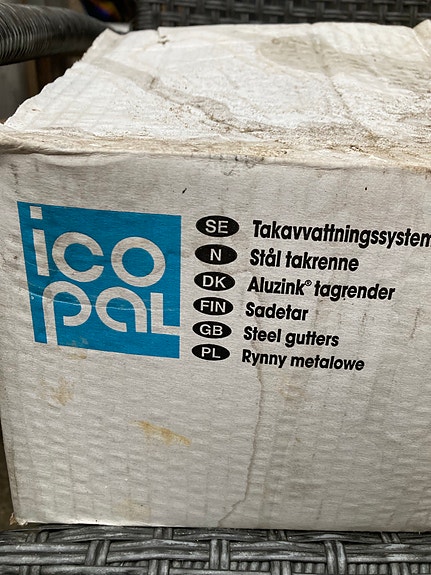 ico
pal
SE Takavvattningssystem
N Stål takrenne
DK Aluzink® tagrender
FIN Sadetar
GB Steel gutters
PL Rynny metalowe